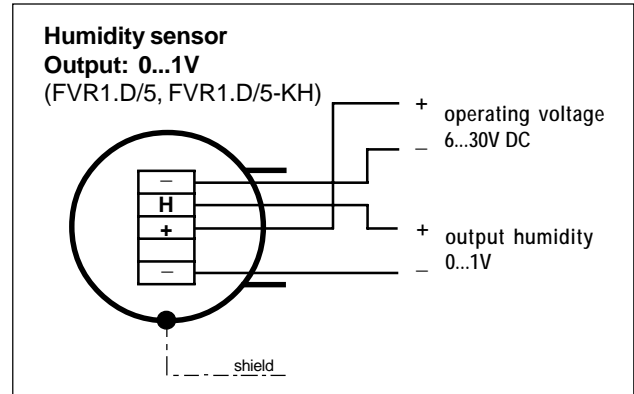 Humidity sensor
Output: 0...1V
(FVR1.D/5, FVR1.D/5-KH)
+ operating voltage
– 6...30V DC
–
H
+
–
+ output humidity
– 0...1V
shield